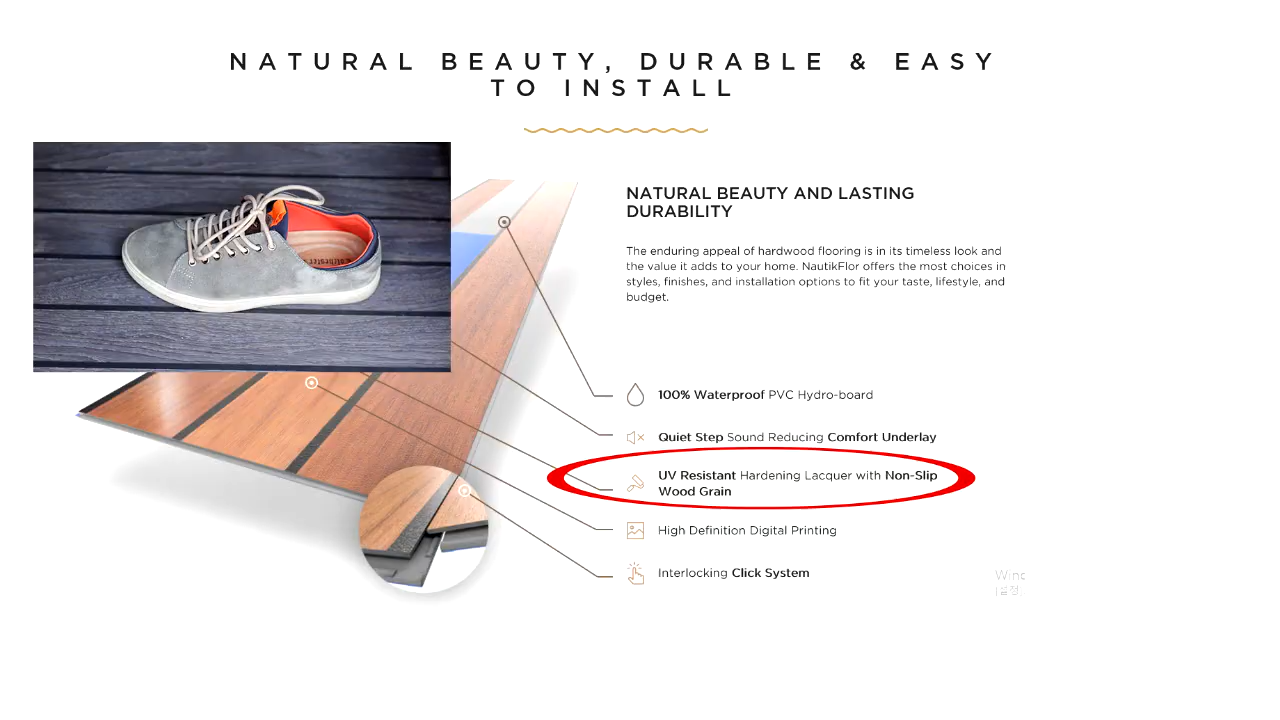 NATURAL BEAUTY, DURABLE & EASY
TO INSTALL
NATURAL BEAUTY AND LASTING
DURABILITY
The enduring appeal of hardwood flooring is in its timeless look and
the value it adds to your home. NautikFlor offers the most choices in
styles, finishes, and installation options to fit your taste, lifestyle, and
budget.
100% Waterproof PVC Hydro-board
Quiet Step Sound Reducing Comfort Underlay
UV Resistant Hardening Lacquer with Non-Slip
Wood Grain
High Definition Digital Printing
Interlocking Click System